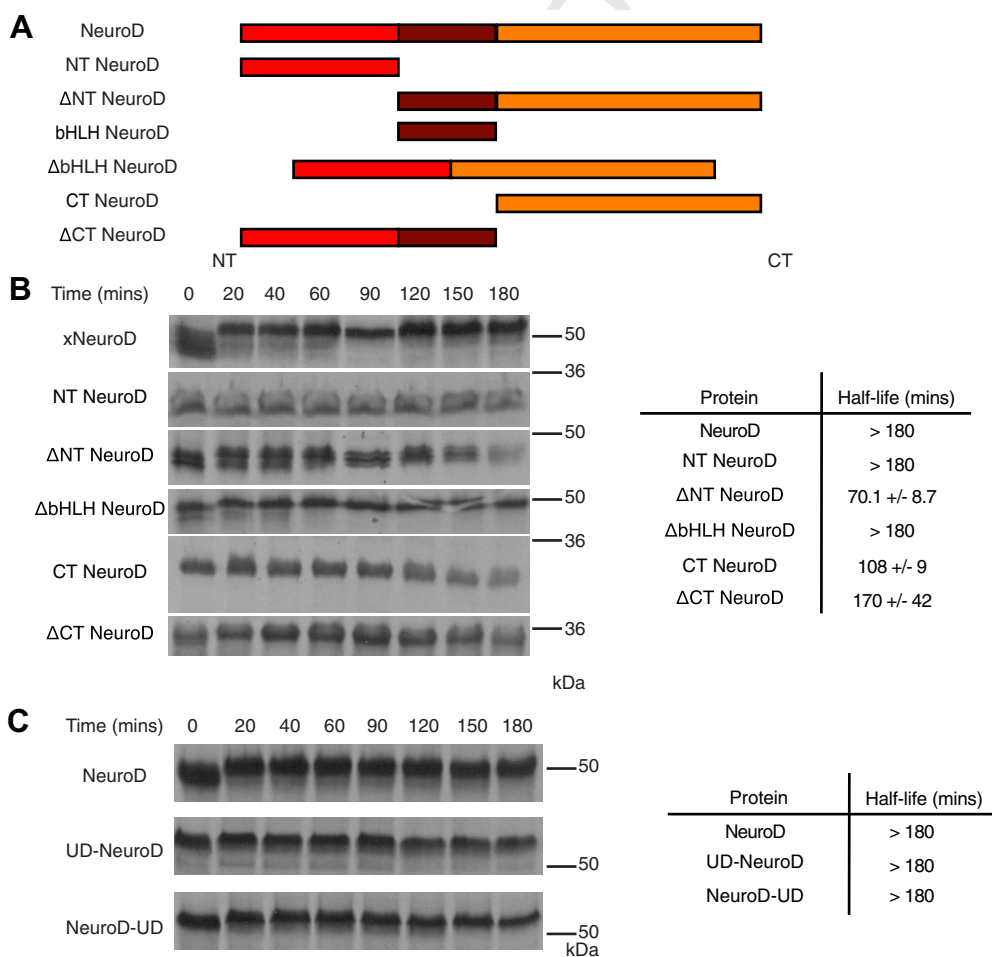 A
NeuroD
NT NeuroD
ΔNT NeuroD
bHLH NeuroD
ΔbHLH NeuroD
CT NeuroD
ΔCT NeuroD
NT CT
B Time (mins) 0 20 40 60 90 120 150 180
xNeuroD 50
36
NT NeuroD
50
ΔNT NeuroD
50
ΔbHLH NeuroD
36
CT NeuroD
36
ΔCT NeuroD
kDa
Protein Half-life (mins)
NeuroD > 180
NT NeuroD > 180
ΔNT NeuroD 70.1 +/- 8.7
ΔbHLH NeuroD > 180
CT NeuroD 108 +/- 9
ΔCT NeuroD 170 +/- 42
C Time (mins) 0 20 40 60 90 120 150 180
NeuroD 50
UD-NeuroD 50
NeuroD-UD 50
kDa
Protein Half-life (mins)
NeuroD > 180
UD-NeuroD > 180
NeuroD-UD > 180